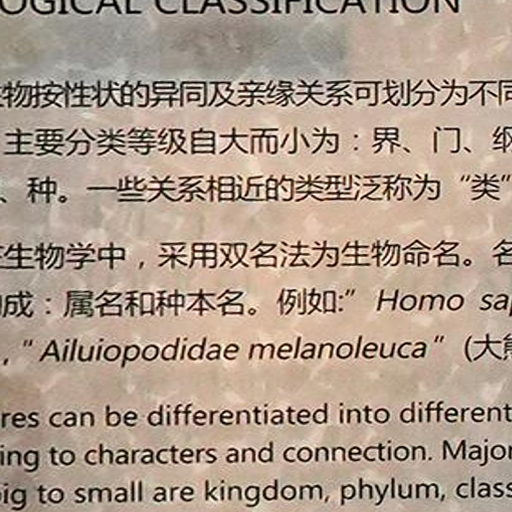 OGICAL CLASSIFICATION
物按性状的异同及亲缘关系可划分为不同
主要分类等级自大而小为：界、门、纲
、种。一些关系相近的类型泛称为“类”
生物学中，采用双名法为生物命名。名
成：属名和种本名。例如:” Homo sap
, “ Ailuiopodidae melanoleuca ” (大熊
res can be differentiated into different
ing to characters and connection. Major
ig to small are kingdom, phylum, class